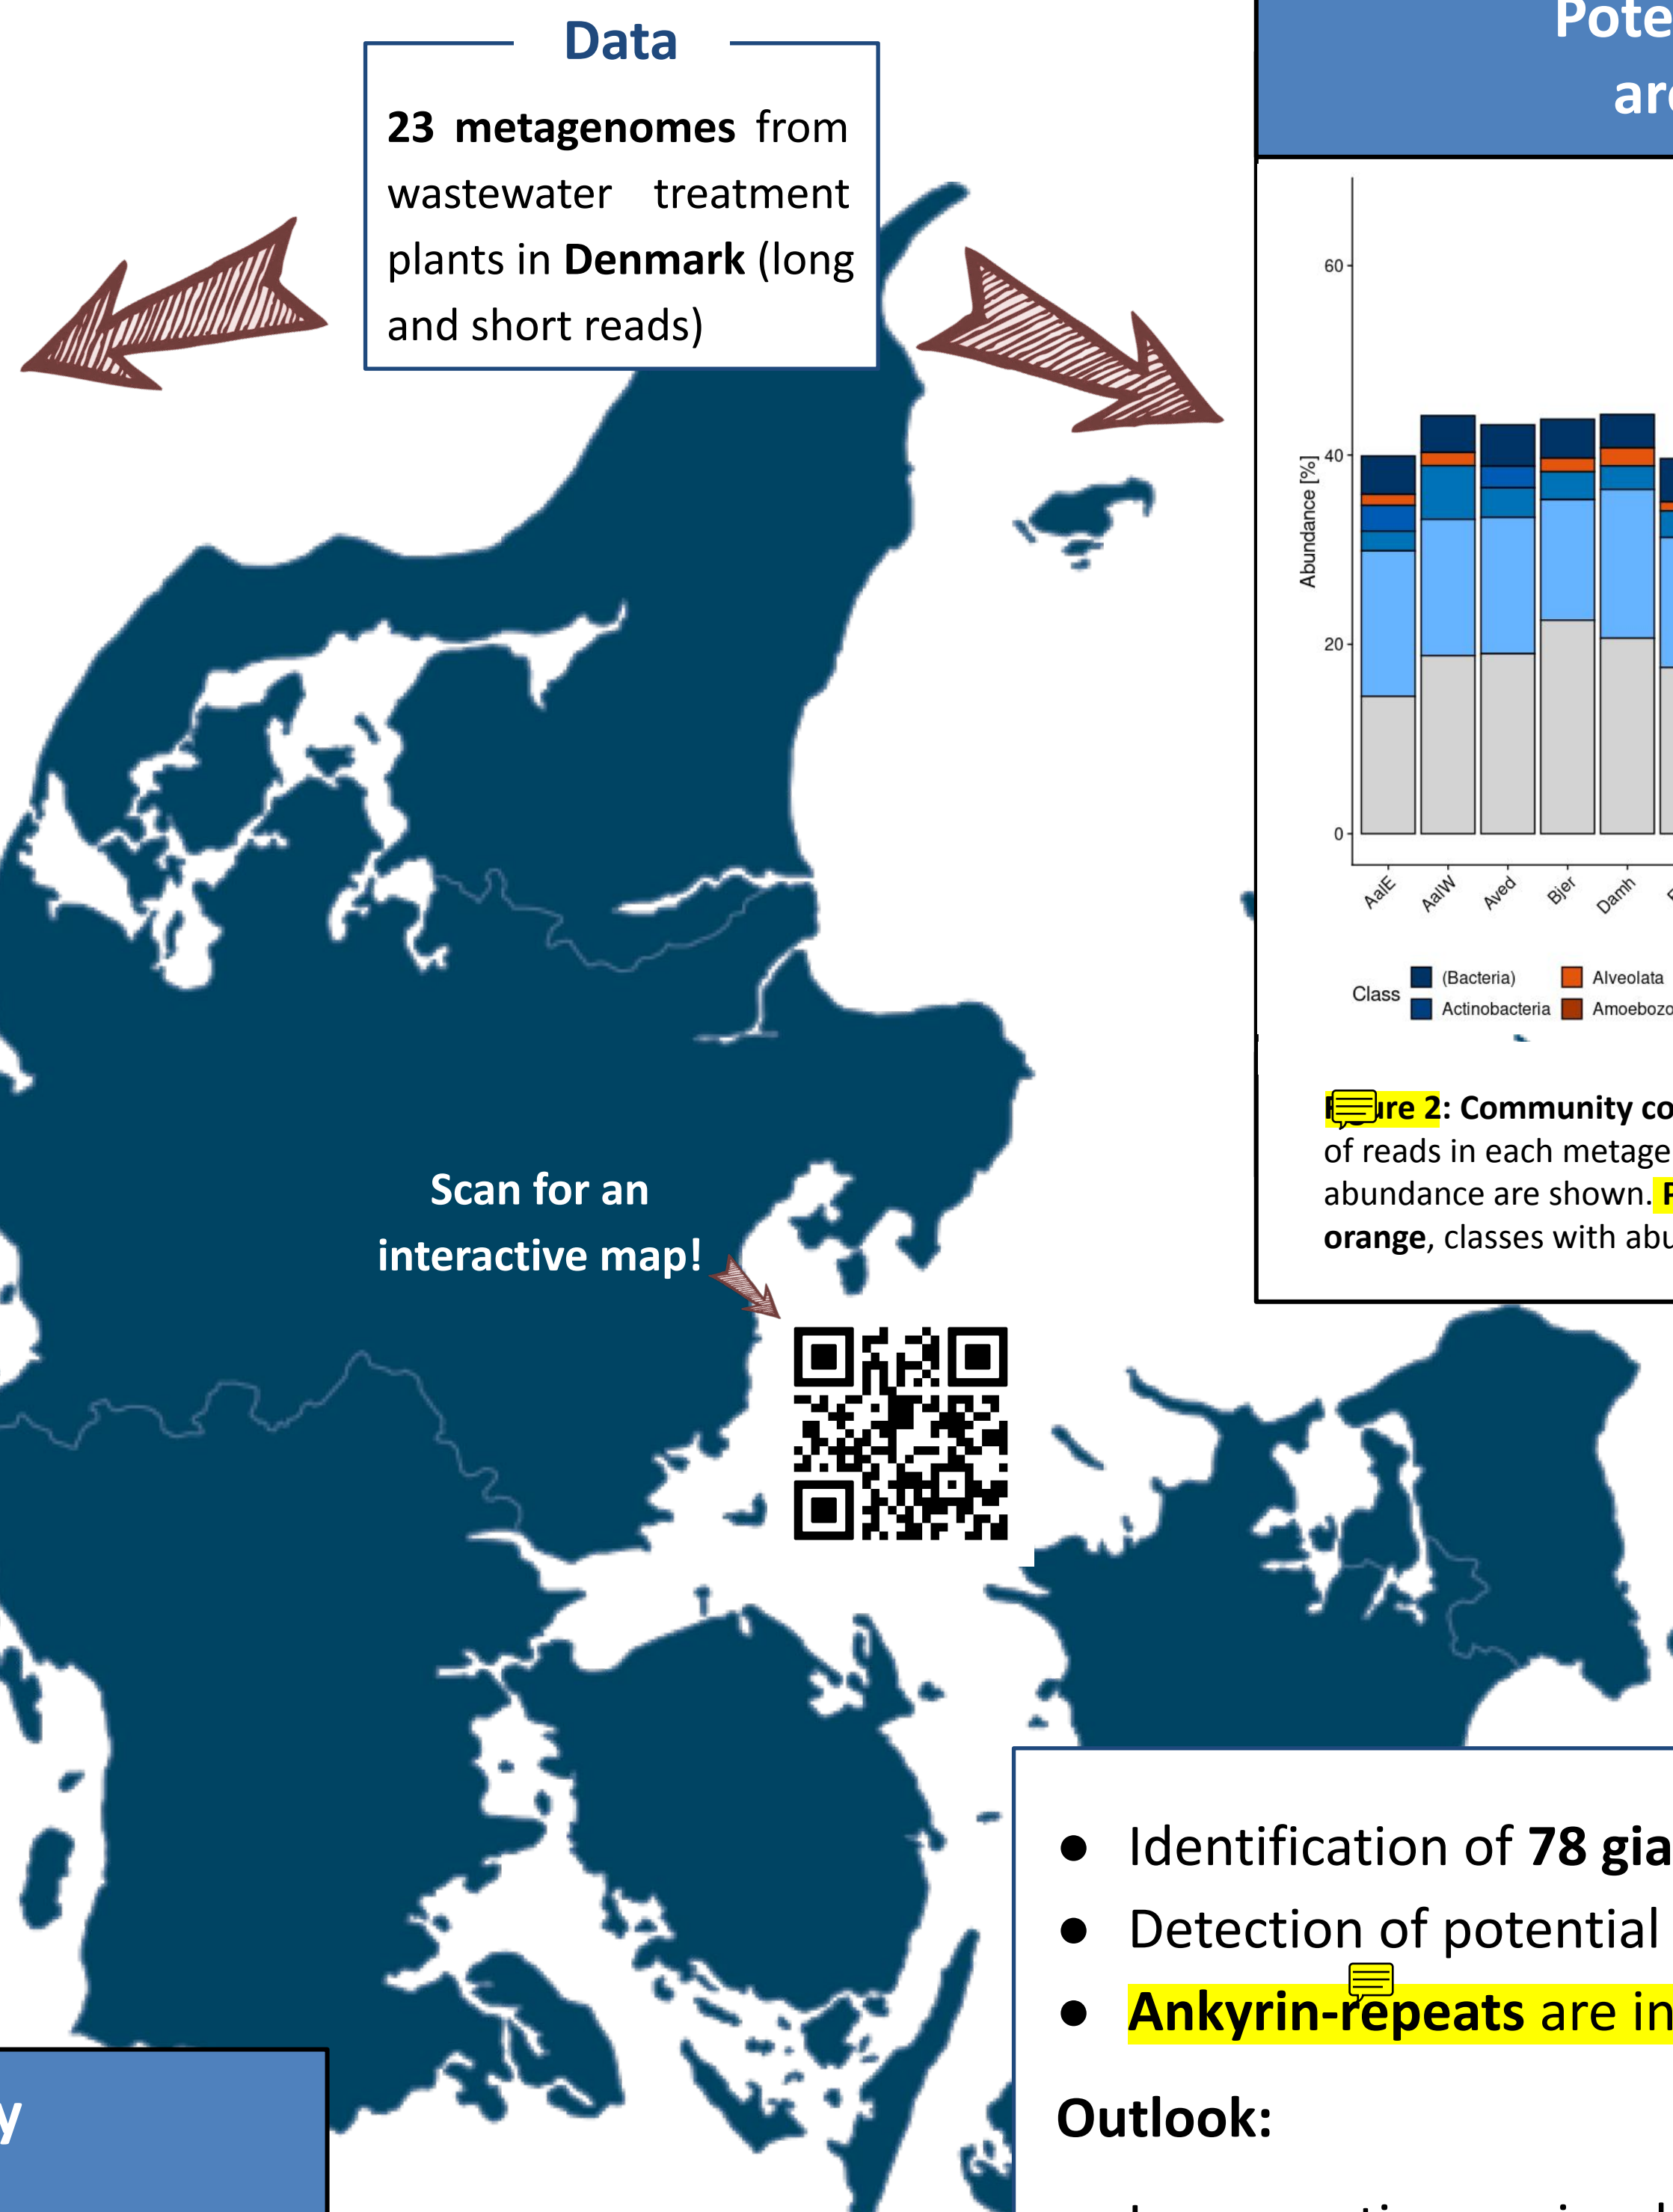 Data
23 metagenomes from
wastewater treatment
plants in Denmark (long
and short reads)
Scan for an
interactive map!
60
40
20
0
Abundance [%]
AalE
AalW
Aved
Bjer
Damh
Class
(Bacteria)
Alveolata
Actinobacteria
Amoebozo
Figure 2: Community co
of reads in each metage
abundance are shown.
orange, classes with abu
● Identification of 78 gia
● Detection of potential
● Ankyrin-repeats are in
Outlook: